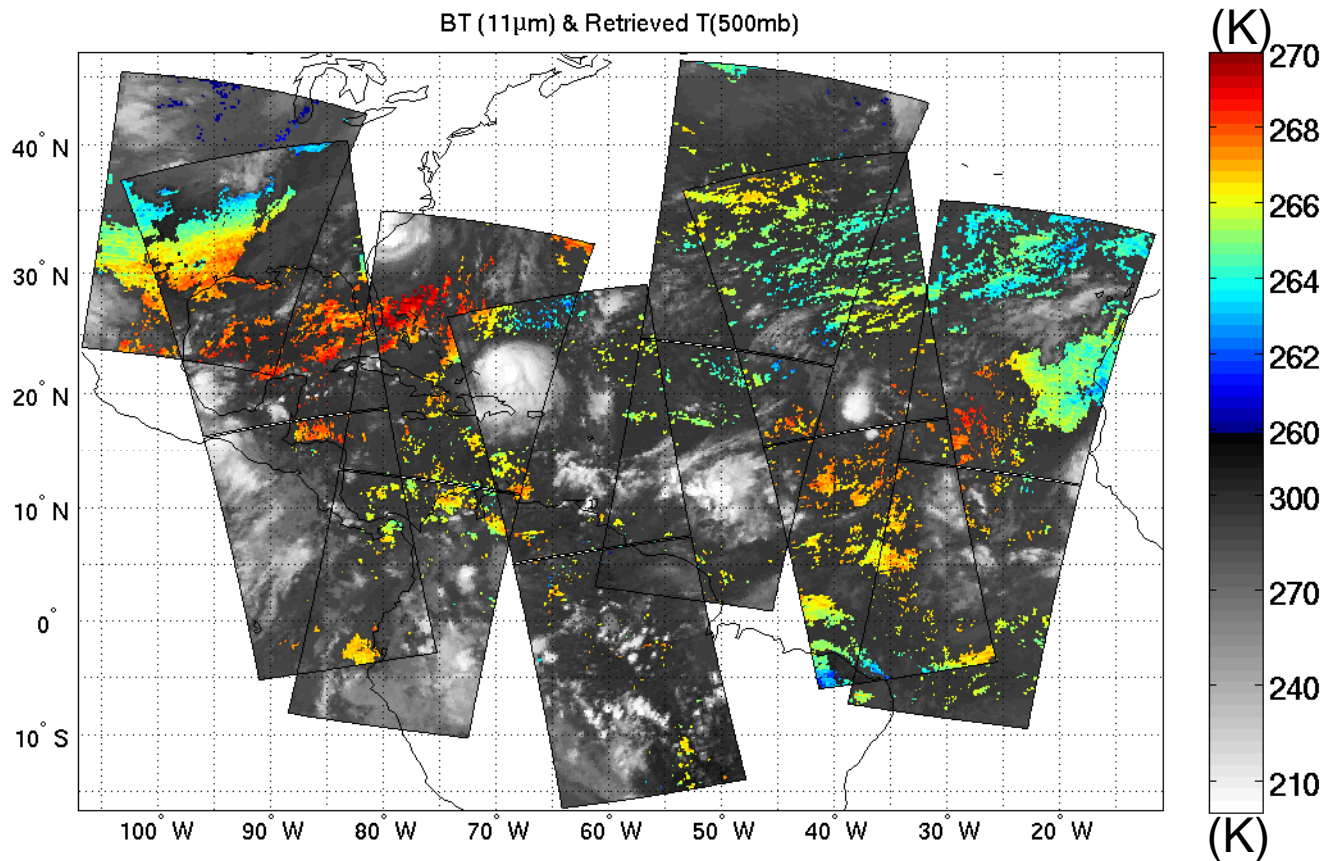 BT (11μm) & Retrieved T(500mb)
(K)
270
268
266
264
262
260
300
270
240
210
(K)
40° N
30° N
20° N
10° N
0°
10° S
100° W 90° W 80° W 70° W 60° W 50° W 40° W 30° W 20° W